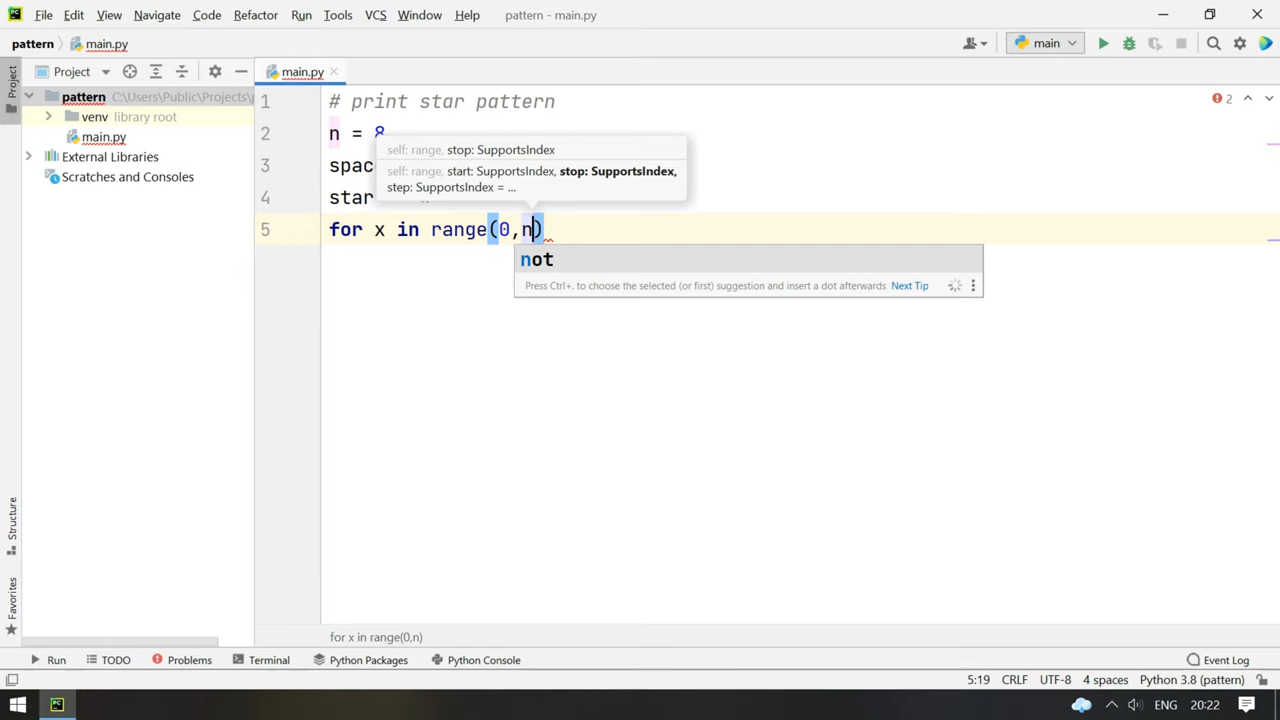 File Edit View Navigate Code Refactor Run Tools VCS Window Help pattern - main.py
pattern main.py main
Project main.py
Project
pattern C:\Users\Public\Projects\
venv library root
main.py
External Libraries
Scratches and Consoles
1 # print star pattern
2 n = 8
3 spac
4 star
5 for x in range(0,n)
self: range, stop: SupportsIndex
self: range, start: SupportsIndex, stop: SupportsIndex,
step: SupportsIndex = ...
not
Press Ctrl+. to choose the selected (or first) suggestion and insert a dot afterwards Next Tip
2
Structure
Favorites
for x in range(0,n)
Run TODO Problems Terminal Python Packages Python Console Event Log
5:19 CRLF UTF-8 4 spaces Python 3.8 (pattern)
ENG 20:22